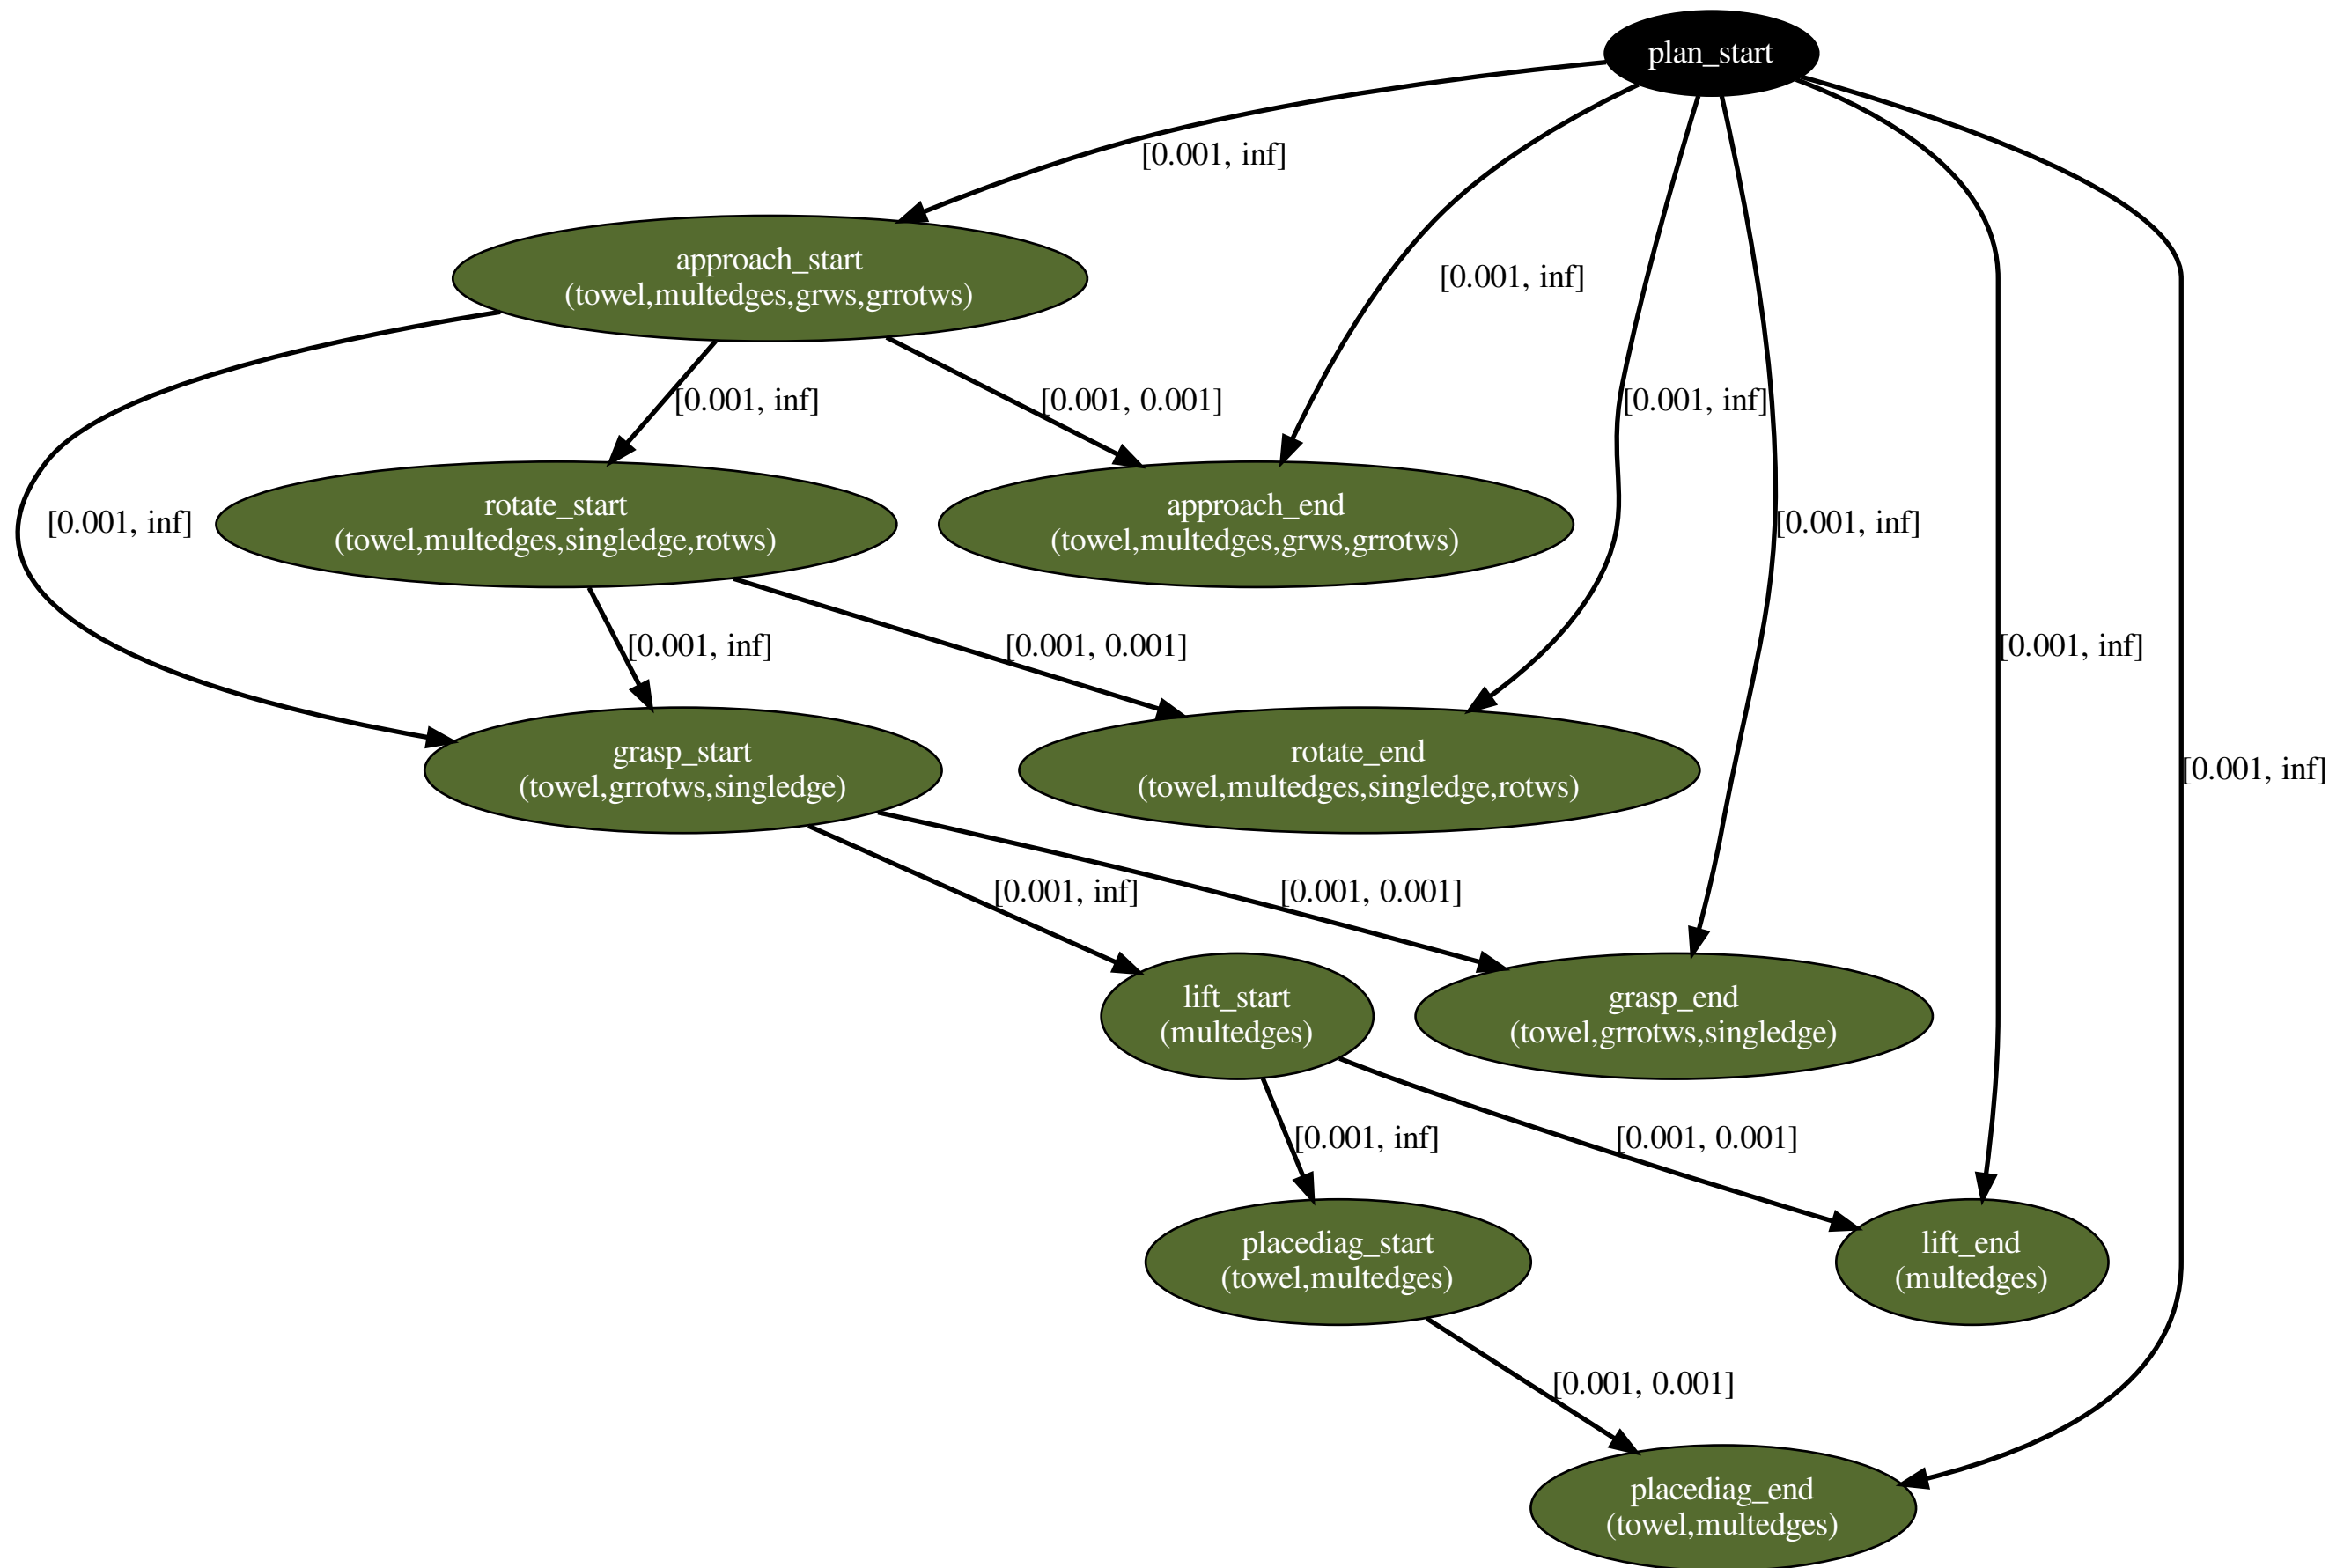 plan_start
[0.001, inf]
approach_start
(towel,multedges,grws,grrotws)
[0.001, inf]
[0.001, inf]
[0.001, 0.001]
[0.001, inf]
[0.001, inf]
rotate_start
(towel,multedges,singledge,rotws)
approach_end
(towel,multedges,grws,grrotws)
[0.001, inf]
[0.001, inf]
[0.001, 0.001]
[0.001, inf]
grasp_start
(towel,grrotws,singledge)
rotate_end
(towel,multedges,singledge,rotws)
[0.001, inf]
[0.001, inf]
[0.001, 0.001]
lift_start
(multedges)
grasp_end
(towel,grrotws,singledge)
[0.001, inf]
[0.001, 0.001]
placediag_start
(towel,multedges)
lift_end
(multedges)
[0.001, 0.001]
placediag_end
(towel,multedges)